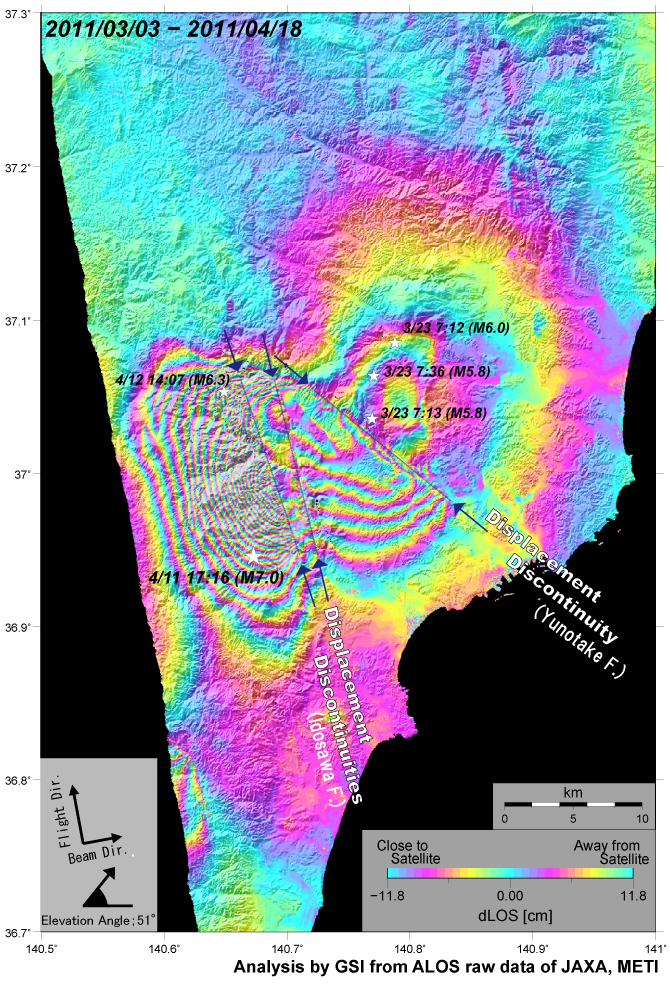 37.3°
2011/03/03 − 2011/04/18
37.2°
37.1°
3/23 7:12 (M6.0)
3/23 7:36 (M5.8)
4/12 14:07 (M6.3)
3/23 7:13 (M5.8)
37°
Displacement
Discontinuity
(Yunotake F.)
4/11 17:16 (M7.0)
36.9°
Displacement
Discontinuities
(Idosawa F.)
36.8°
Flight Dir.
Beam Dir.
Elevation Angle;51°
km
0 5 10
Close to
Satellite
Away from
Satellite
−11.8 0.00 11.8
dLOS [cm]
36.7°
140.5° 140.6° 140.7° 140.8° 140.9° 141°
Analysis by GSI from ALOS raw data of JAXA, METI